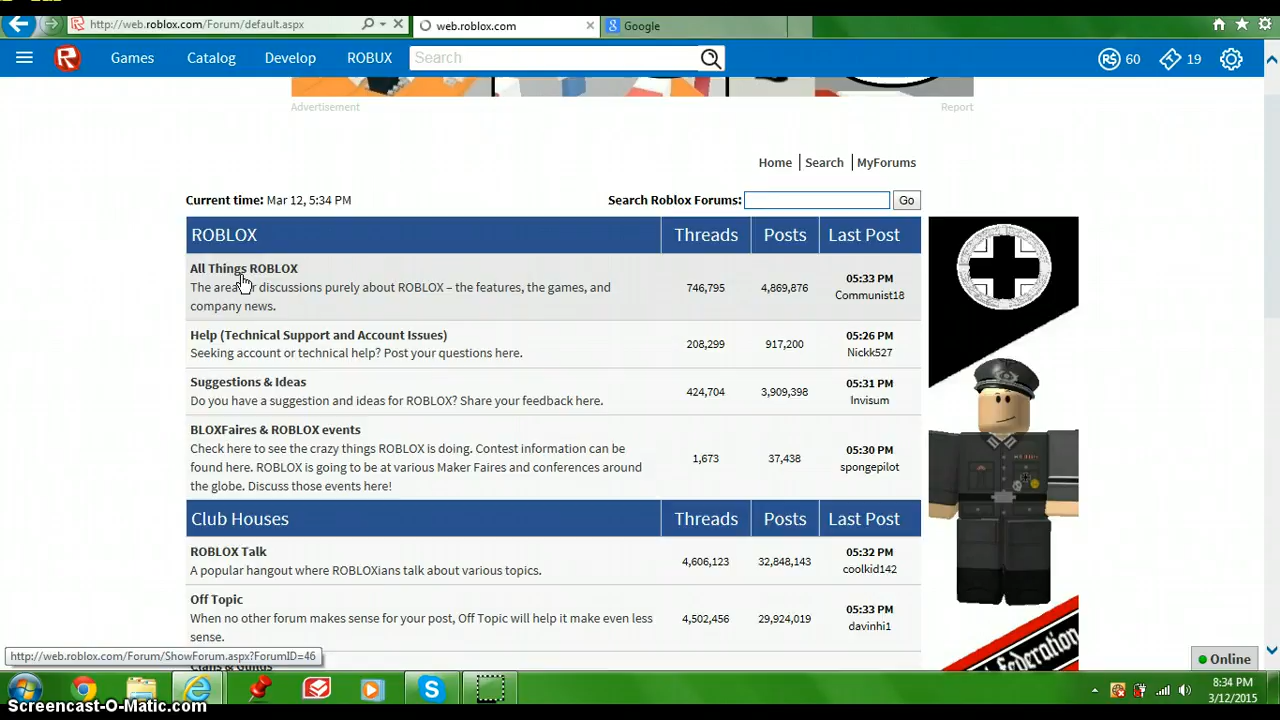 http://web.roblox.com/Forum/default.aspx
web.roblox.com
Google
Games
Catalog
Develop
ROBUX
Search
R$ 60
19
Advertisement
Report
Home
Search
MyForums
Current time: Mar 12, 5:34 PM
Search Roblox Forums:
Go
ROBLOX Threads Posts Last Post
All Things ROBLOX
The area discussions purely about ROBLOX – the features, the games, and
company news.
746,795
4,869,876
05:33 PM
Communist18
Help (Technical Support and Account Issues)
Seeking account or technical help? Post your questions here.
208,299
917,200
05:26 PM
Nickk527
Suggestions & Ideas
Do you have a suggestion and ideas for ROBLOX? Share your feedback here.
424,704
3,909,398
05:31 PM
Invisum
BLOXFaires & ROBLOX events
Check here to see the crazy things ROBLOX is doing. Contest information can be
found here. ROBLOX is going to be at various Maker Faires and conferences around
the globe. Discuss those events here!
1,673
37,438
05:30 PM
spongepilot
Club Houses Threads Posts Last Post
ROBLOX Talk
A popular hangout where ROBLOXians talk about various topics.
4,606,123
32,848,143
05:32 PM
coolkid142
Off Topic
When no other forum makes sense for your post, Off Topic will help it make even less
sense.
4,502,456
29,924,019
05:33 PM
davinhi1
Clans & Guilds
federation
http://web.roblox.com/Forum/ShowForum.aspx?ForumID=46
Online
8:34 PM
3/12/2015
Screencast-O-Matic.com